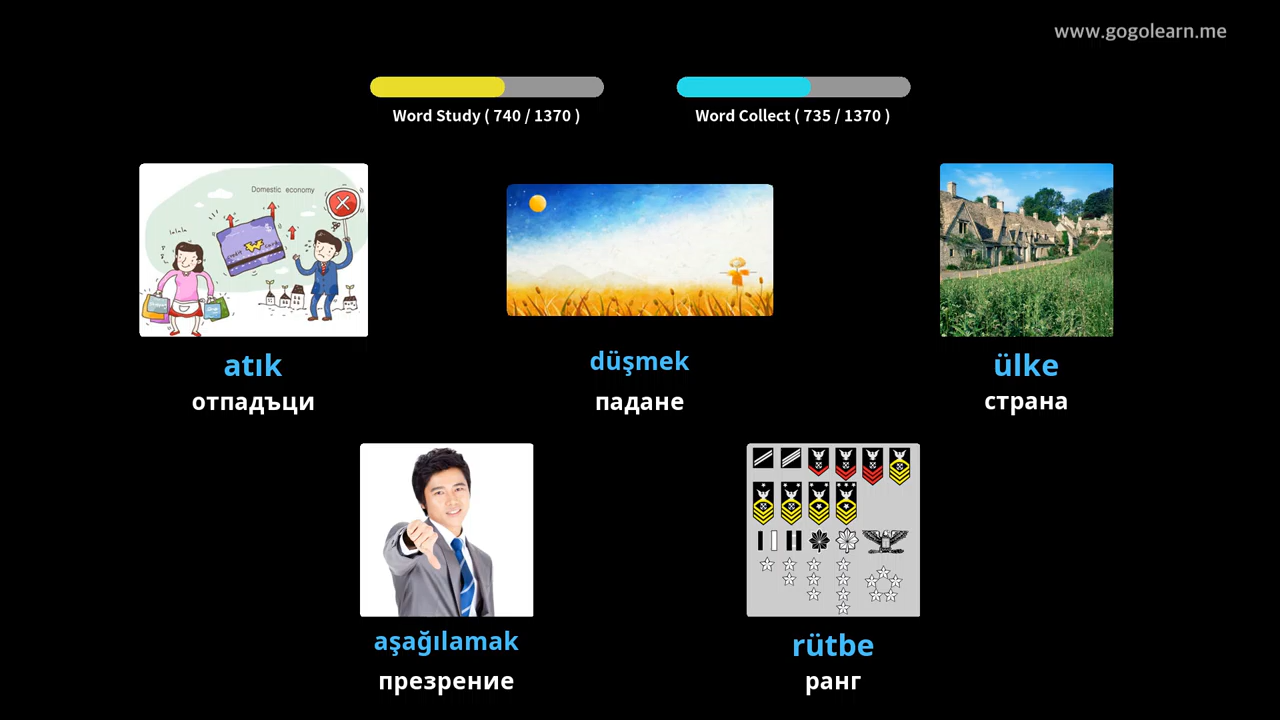 www.gogolearn.me
Word Study ( 740 / 1370 )
Word Collect ( 735 / 1370 )
Domestic economy
atık
отпадъци
düşmek
падане
ülke
страна
aşağılamak
презрение
rütbe
ранг